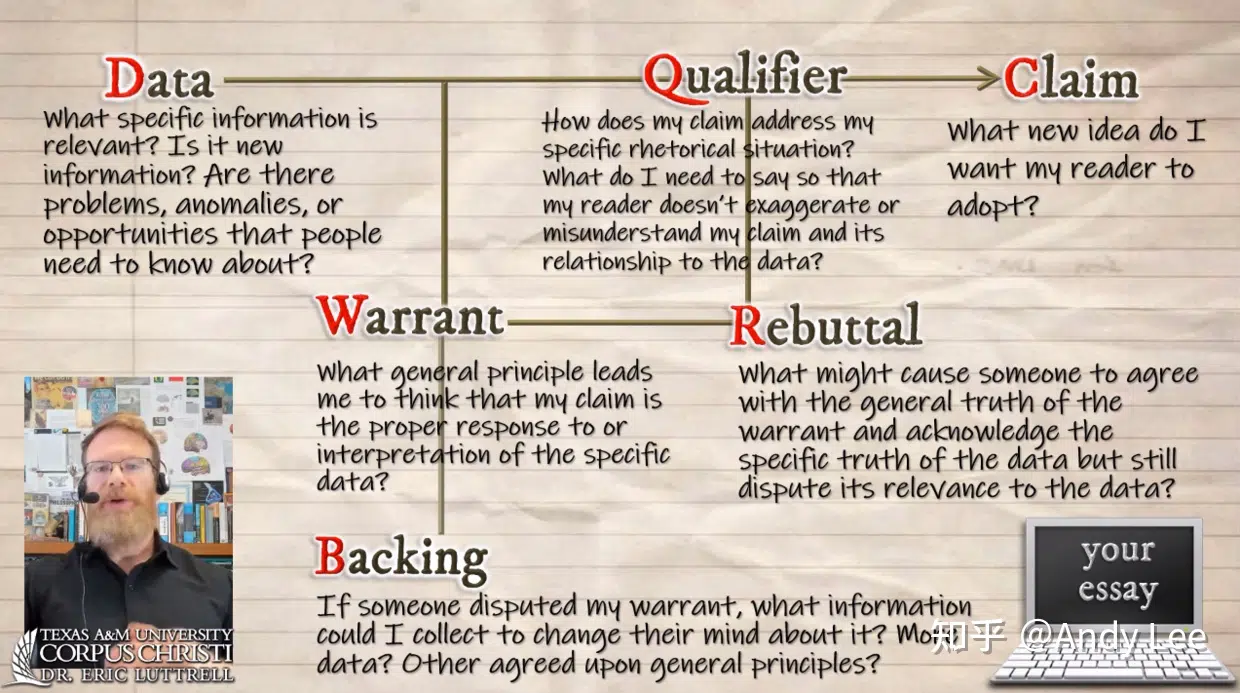 Data
What specific information is
relevant? Is it new
information? Are there
problems, anomalies, or
opportunities that people
need to know about?
Qualifier
How does my claim address my
specific rhetorical situation?
What do I need to say so that
my reader doesn't exaggerate or
misunderstand my claim and its
relationship to the data?
Claim
What new idea do I
want my reader to
adopt?
Warrant
What general principle leads
me to think that my claim is
the proper response to or
interpretation of the specific
data?
Rebuttal
What might cause someone to agree
with the general truth of the
warrant and acknowledge the
specific truth of the data but still
dispute its relevance to the data?
Backing
If someone disputed my warrant, what information
could I collect to change their mind about it? More
data? Other agreed upon general principles?
your
essay
TEXAS A&M UNIVERSITY
CORPUS CHRISTI
DR. ERIC LUTTRELL
知乎 @Andy Lee